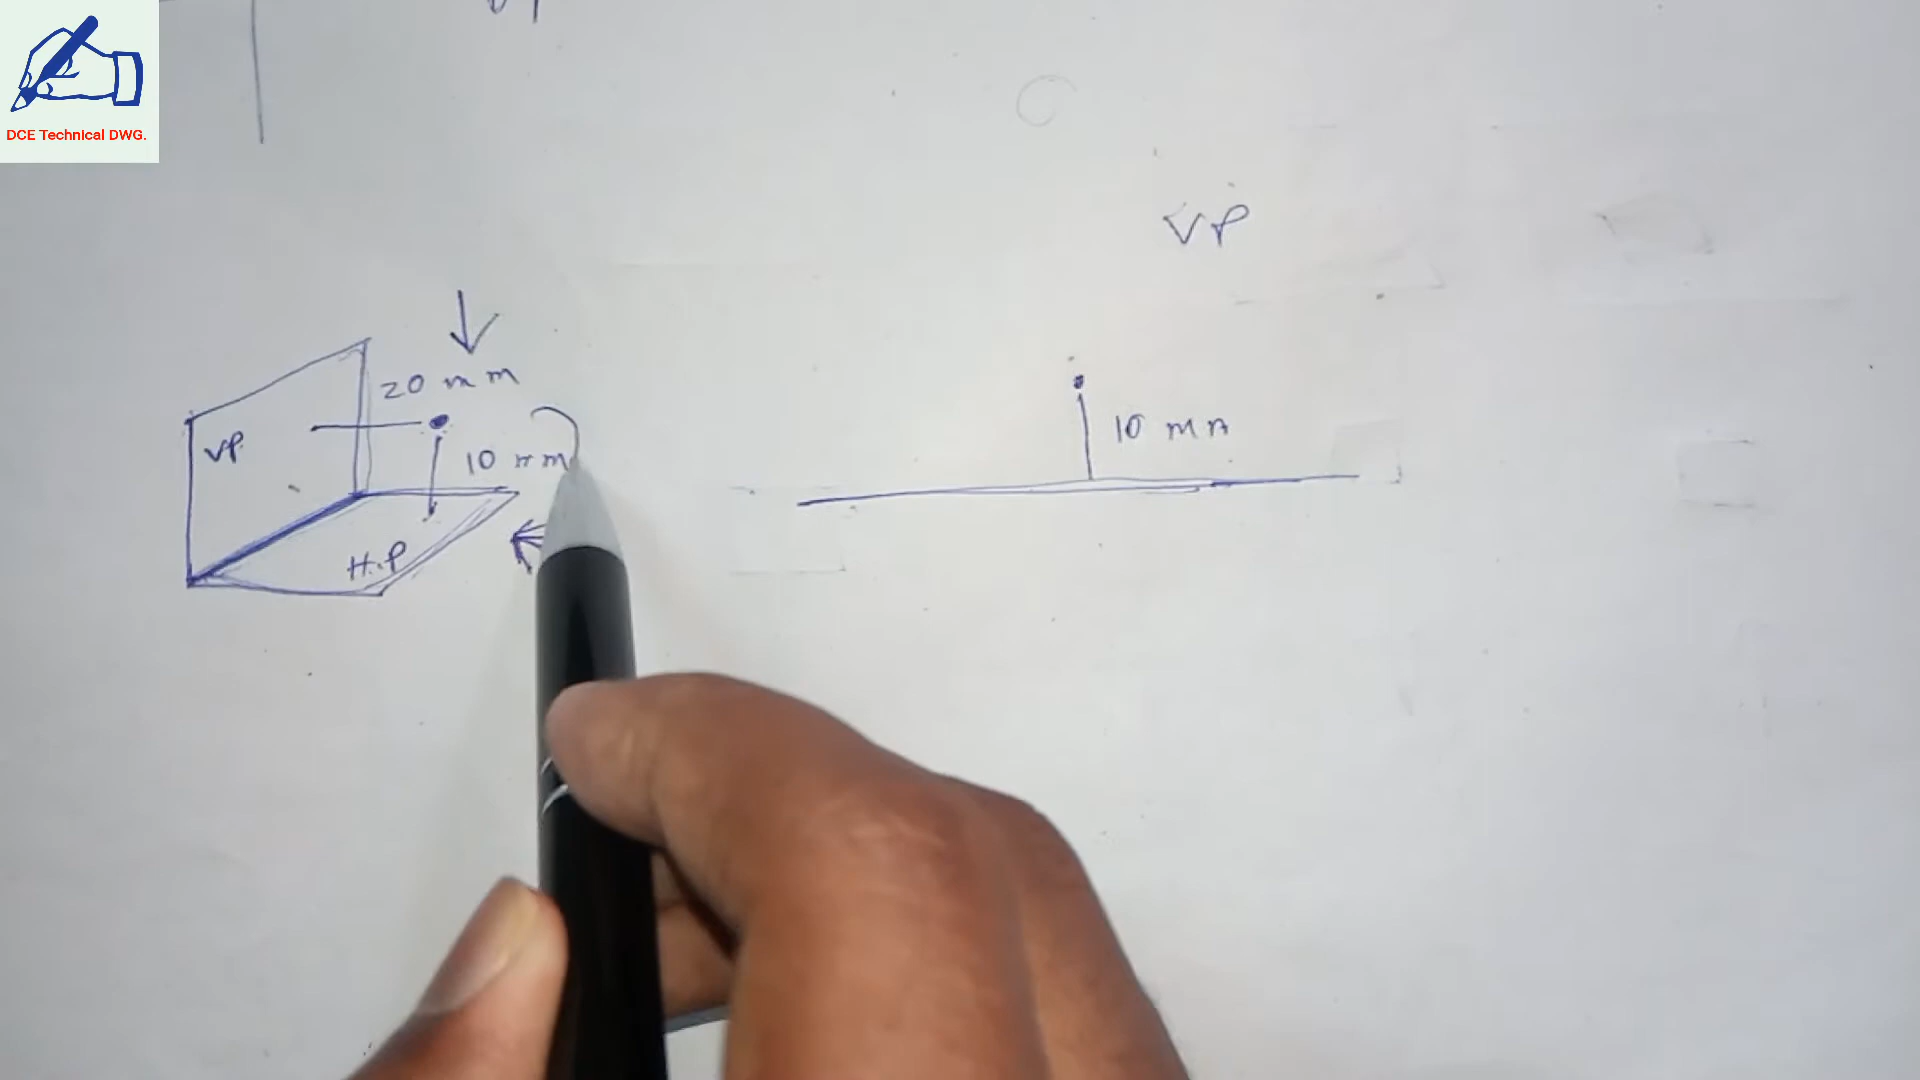 DCE Technical DWG.
VP
20 mm
VP.
10 mm
10 mm
H.P